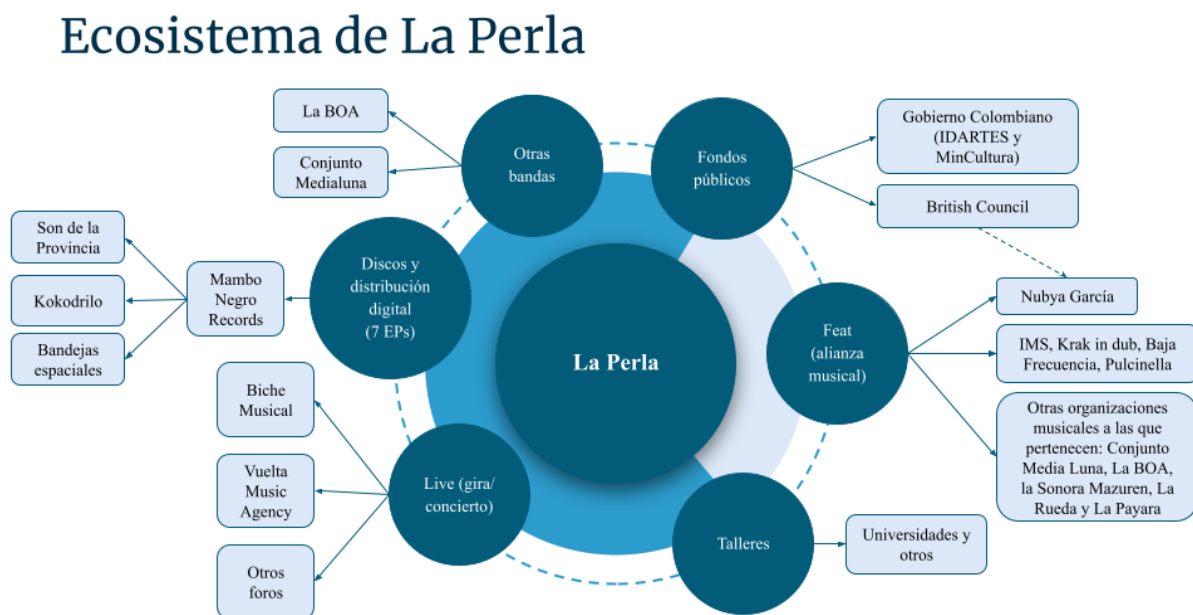 Ecosistema de La Perla
La BOA
Conjunto
Medialuna
Otras
bandas
Fondos
públicos
Gobierno Colombiano
(IDARTES y
MinCultura)
British Council
Son de la
Provincia
Kokodrilo
Bandejas
espaciales
Mambo
Negro
Records
Discos y
distribución
digital
(7 EPs)
La Perla
Feat
(alianza
musical)
Nubya García
IMS, Krak in dub, Baja
Frecuencia, Pulcinella
Otras organizaciones
musicales a las que
pertenecen: Conjunto
Media Luna, La BOA,
la Sonora Mazuren, La
Rueda y La Payara
Biche
Musical
Vuelta
Music
Agency
Otros
foros
Live (gira/
concierto)
Talleres
Universidades y
otros